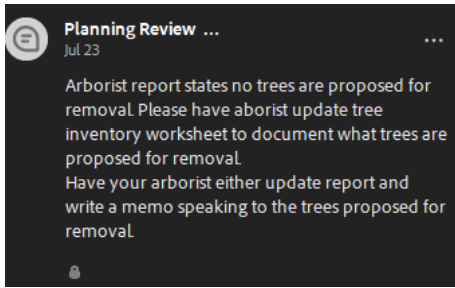 Planning Review ...
Jul 23
Arborist report states no trees are proposed for
removal. Please have aborist update tree
inventory worksheet to document what trees are
proposed for removal.
Have your arborist either update report and
write a memo speaking to the trees proposed for
removal.